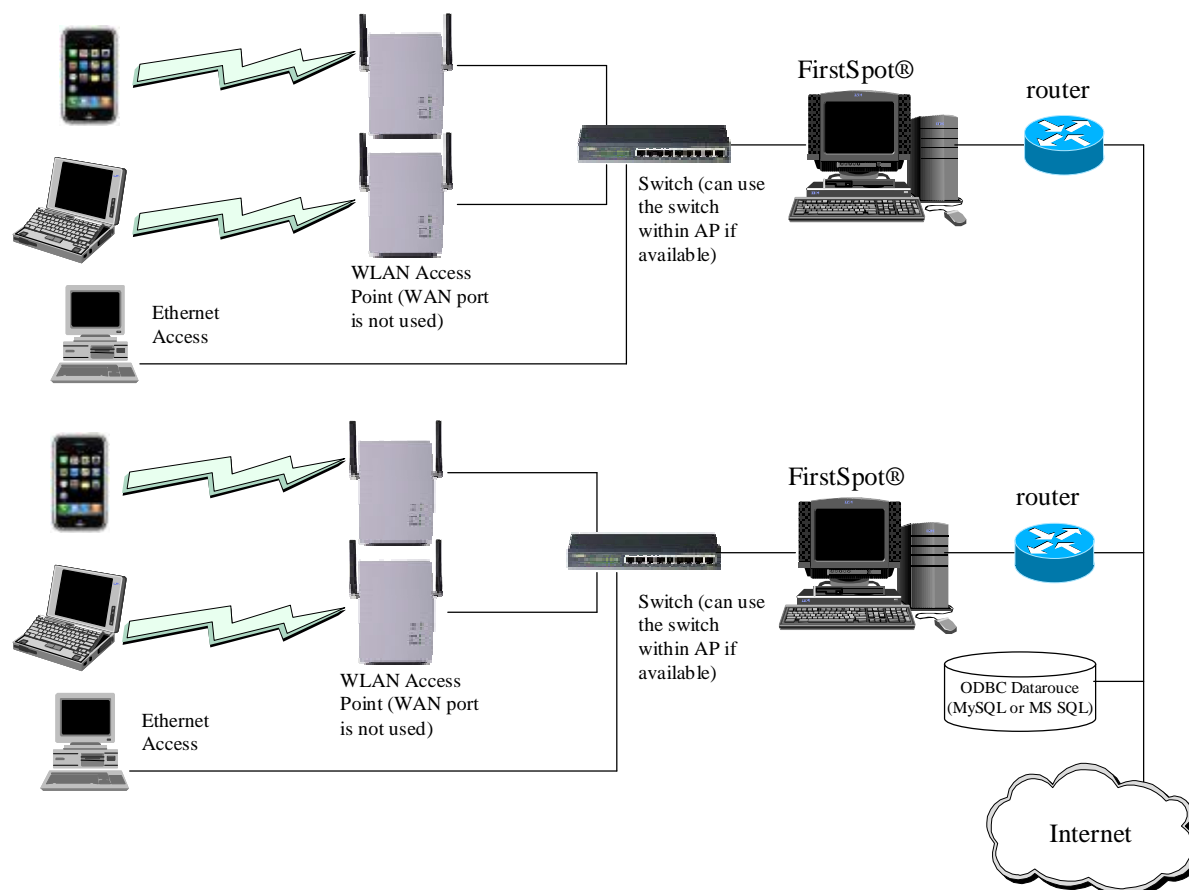 FirstSpot®
router
Switch (can use
the switch
within AP if
available)
WLAN Access
Point (WAN port
is not used)
Ethernet
Access
FirstSpot®
router
Switch (can use
the switch
within AP if
available)
WLAN Access
Point (WAN port
is not used)
Ethernet
Access
ODBC Datarouce
(MySQL or MS SQL)
Internet